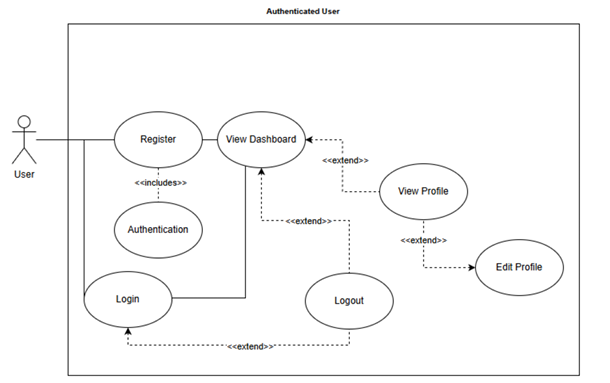 Authenticated User
Register
View Dashboard
<<extend>>
User
<<includes>>
View Profile
<<extend>>
Authentication
<<extend>>
Edit Profile
Login
Logout
<<extend>>